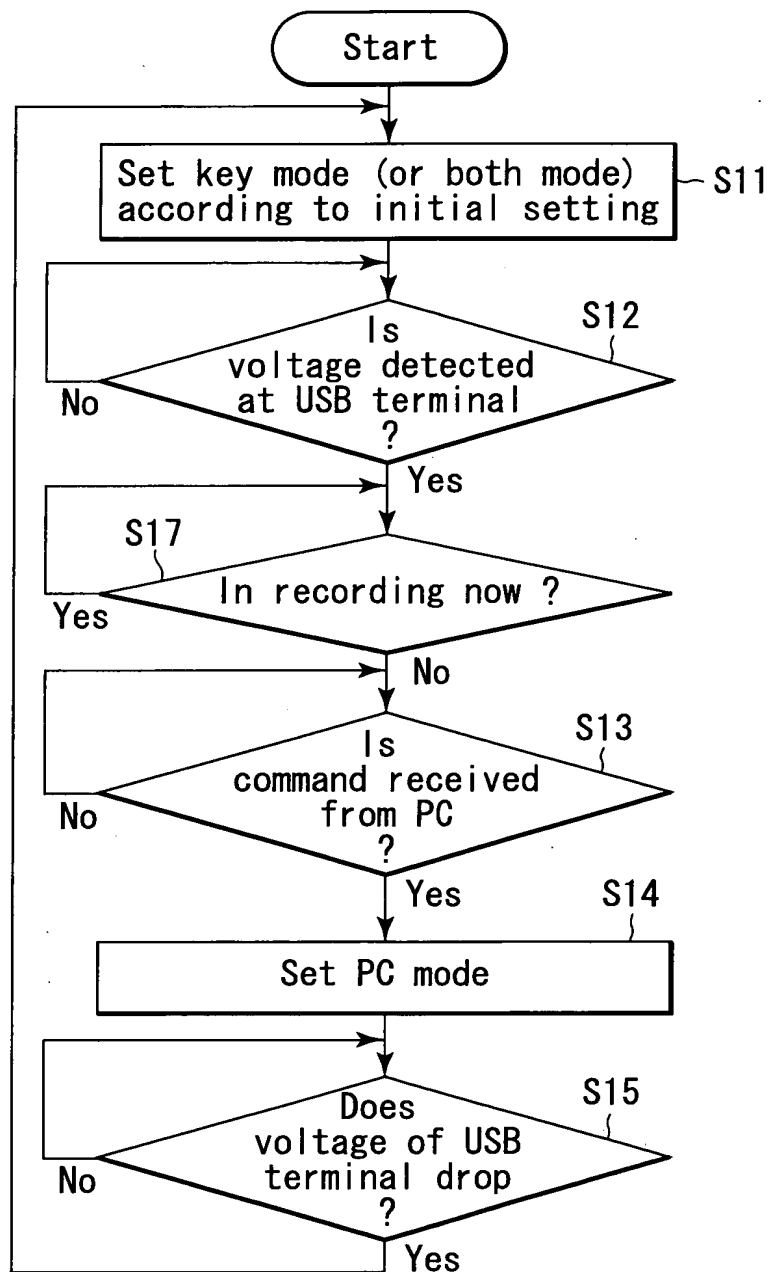 Start
Set key mode (or both mode)
according to initial setting
S11
Is
voltage detected
at USB terminal
?
S12
No
Yes
S17
In recording now ?
Yes
No
Is
command received
from PC
?
S13
No
Yes
S14
Set PC mode
Does
voltage of USB
terminal drop
?
S15
No
Yes